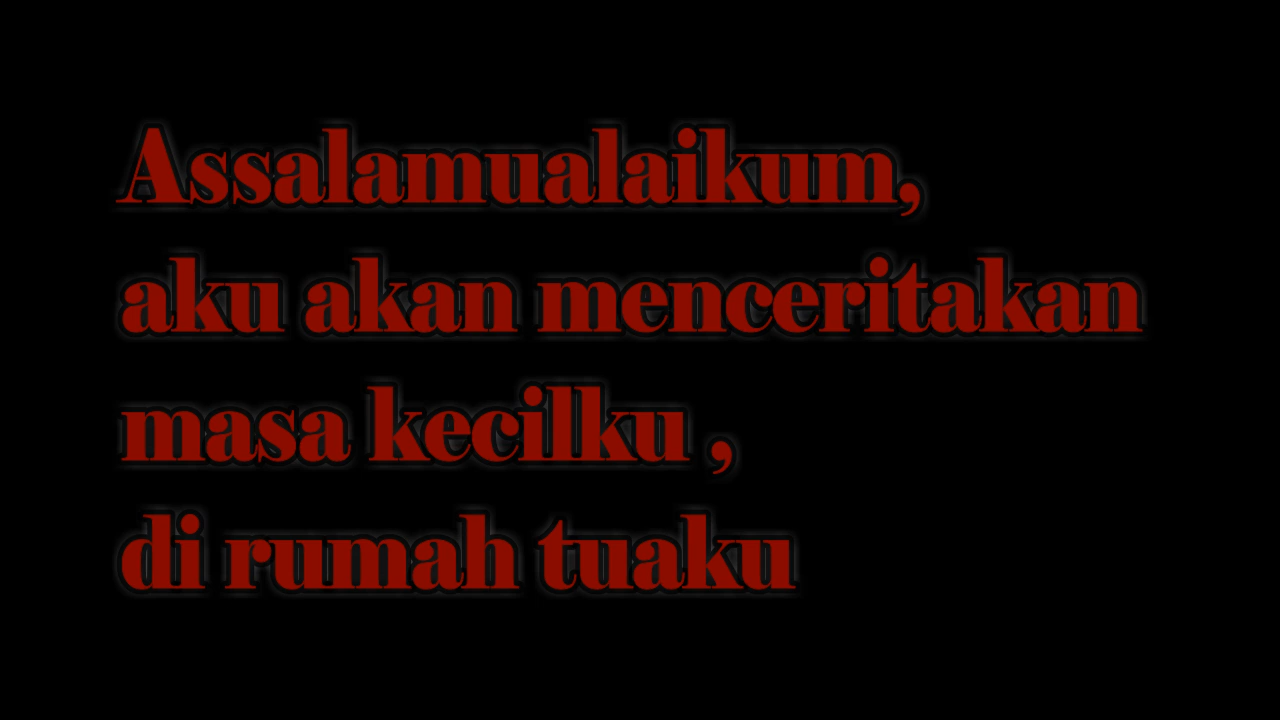 Assalamualaikum,
aku akan menceritakan
masa kecilku ,
di rumah tuaku